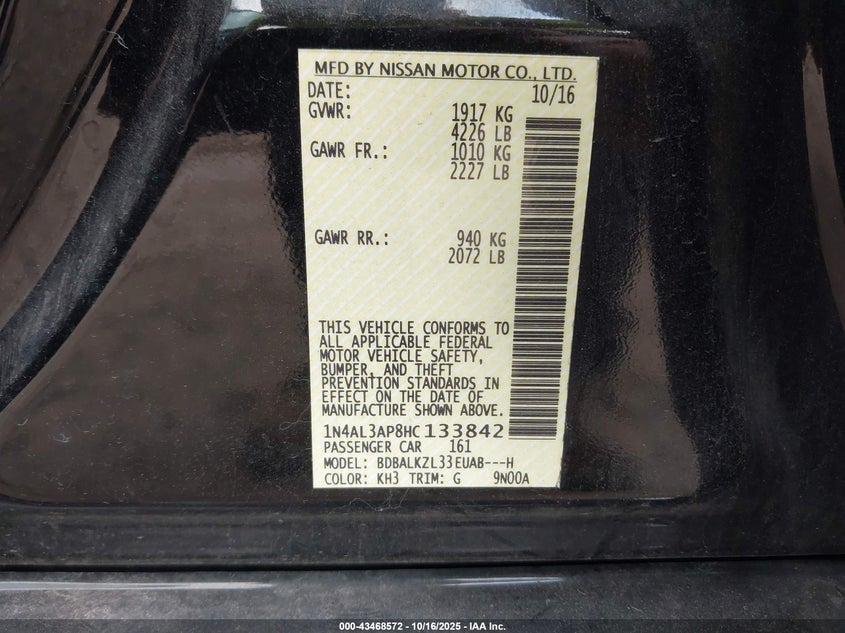 MFD BY NISSAN MOTOR CO., LTD.
DATE: 10/16
GVWR: 1917 KG
4226 LB
GAWR FR.: 1010 KG
2227 LB
GAWR RR.: 940 KG
2072 LB
THIS VEHICLE CONFORMS TO
ALL APPLICABLE FEDERAL
MOTOR VEHICLE SAFETY,
BUMPER, AND THEFT
PREVENTION STANDARDS IN
EFFECT ON THE DATE OF
MANUFACTURE SHOWN ABOVE.
1N4AL3AP8HC133842
PASSENGER CAR 161
MODEL: BDBALKZL33EUAB---H
COLOR: KH3 TRIM: G 9N00A
000-43468572 - 10/16/2025 - IAA Inc.